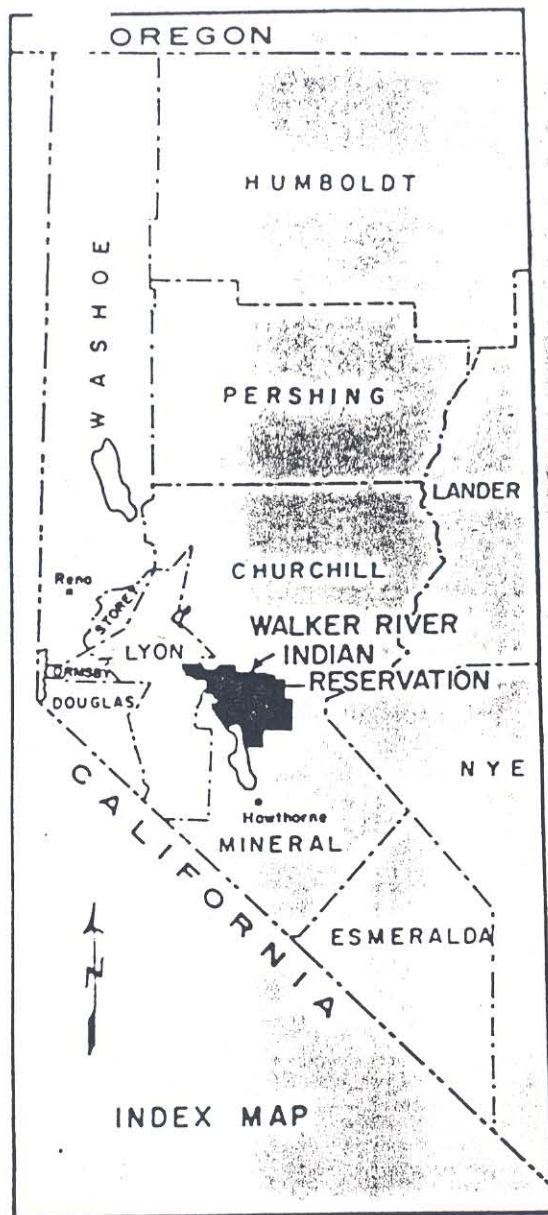 OREGON
HUMBOLDT
WASHOE
PERSHING
LANDER
CHURCHILL
Reno
STOREY
WALKER RIVER
LYON
INDIAN
ORMSBY
RESERVATION
DOUGLAS
NYE
CALIFORNIA
Hawthorne
MINERAL
ESMERALDA
N
INDEX MAP